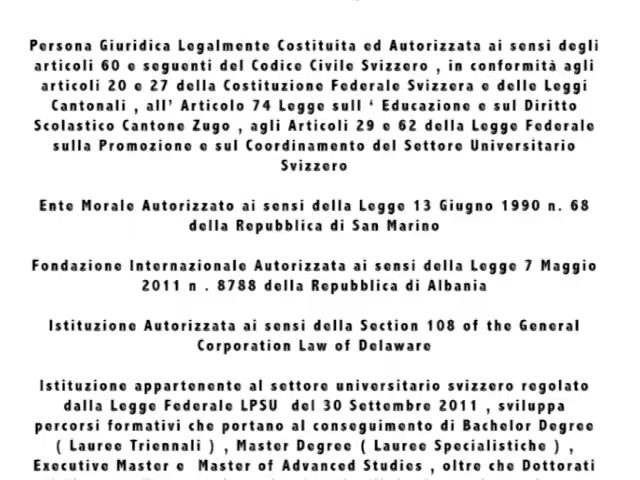 Persona Giuridica Legalmente Costituita ed Autorizzata ai sensi degli
articoli 60 e seguenti del Codice Civile Svizzero , in conformità agli
articoli 20 e 27 della Costituzione Federale Svizzera e delle Leggi
Cantonali , all' Articolo 74 Legge sull ‘ Educazione e sul Diritto
Scolastico Cantone Zugo , agli Articoli 29 e 62 della Legge Federale
sulla Promozione e sul Coordinamento del Settore Universitario
Svizzero
Ente Morale Autorizzato ai sensi della Legge 13 Giugno 1990 n. 68
della Repubblica di San Marino
Fondazione Internazionale Autorizzata ai sensi della Legge 7 Maggio
2011 n . 8788 della Repubblica di Albania
Istituzione Autorizzata ai sensi della Section 108 of the General
Corporation Law of Delaware
Istituzione appartenente al settore universitario svizzero regolato
dalla Legge Federale LPSU del 30 Settembre 2011 , sviluppa
percorsi formativi che portano al conseguimento di Bachelor Degree
( Lauree Triennali ) , Master Degree ( Lauree Specialistiche ) ,
Executive Master e Master of Advanced Studies , oltre che Dottorati